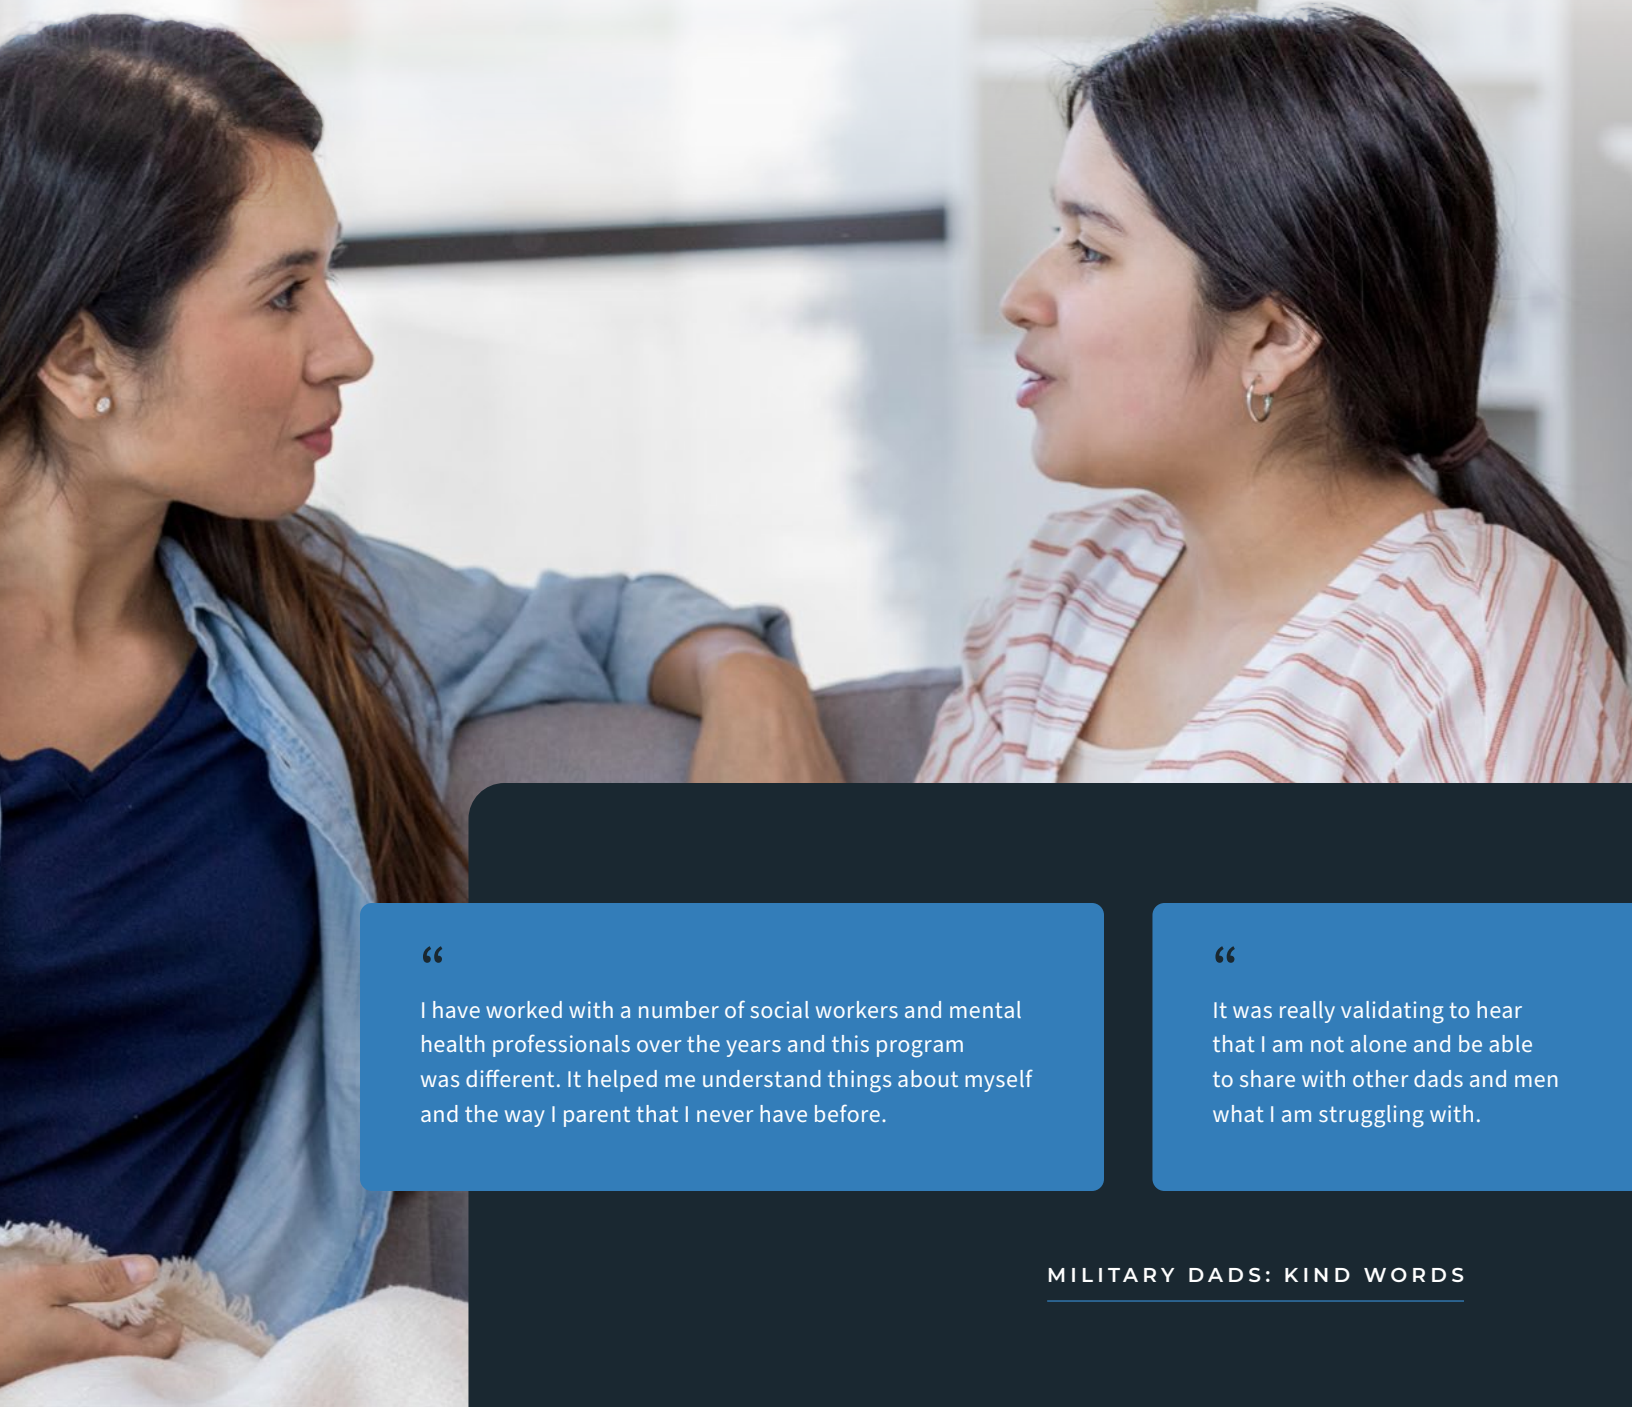 “
I have worked with a number of social workers and mental
health professionals over the years and this program
was different. It helped me understand things about myself
and the way I parent that I never have before.
“
It was really validating to hear
that I am not alone and be able
to share with other dads and men
what I am struggling with.
MILITARY DADS: KIND WORDS